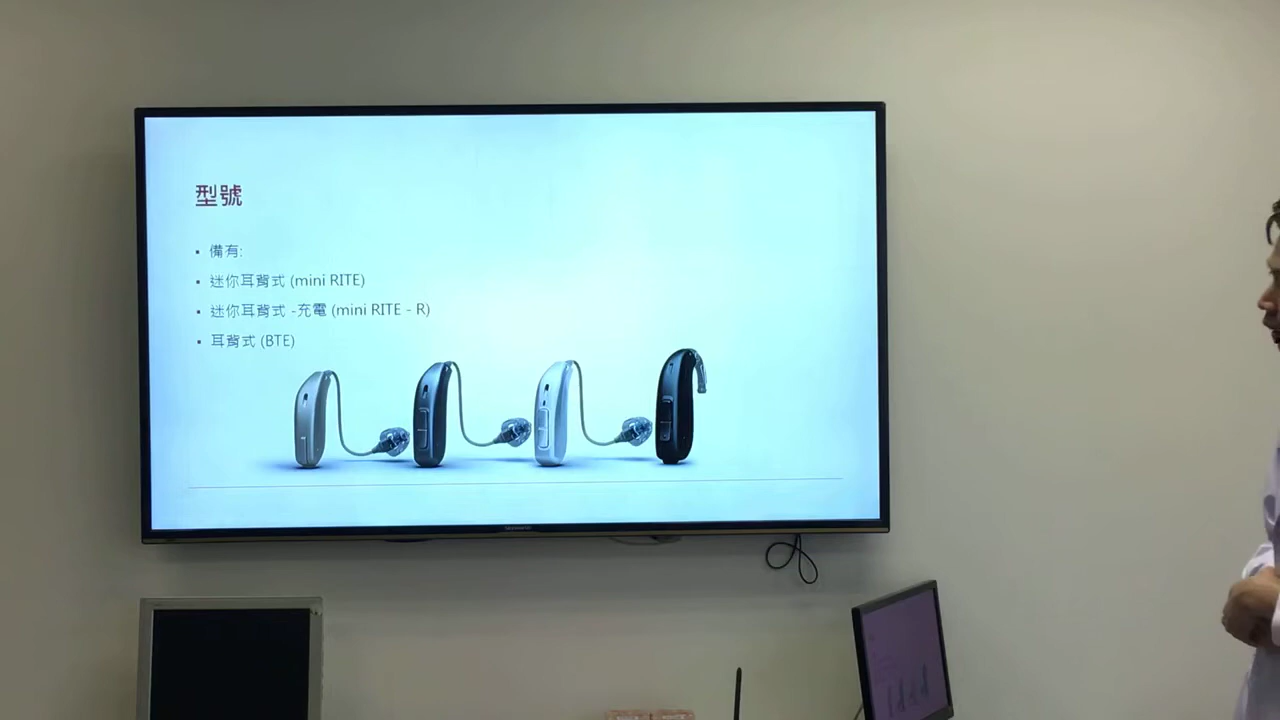 型號
▪ 備有:
▪ 迷你耳背式 (mini RITE)
▪ 迷你耳背式 -充電 (mini RITE - R)
▪ 耳背式 (BTE)